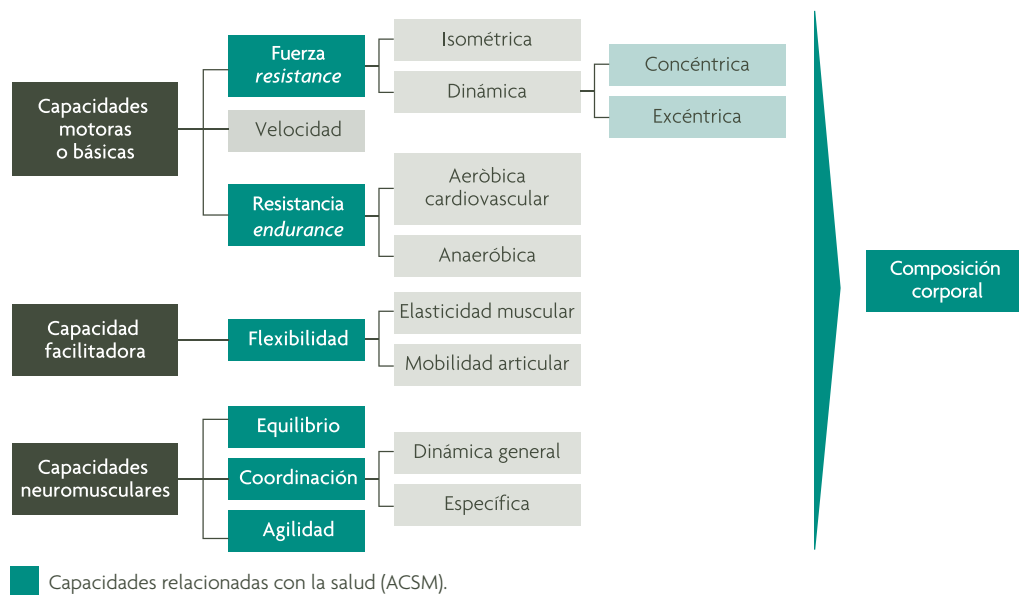 Capacidades
motoras
o básicas
Fuerza
resistance
Isométrica
Dinámica
Concéntrica
Excéntrica
Velocidad
Resistancia
endurance
Aeròbica
cardiovascular
Anaeróbica
Capacidad
facilitadora
Flexibilidad
Elasticidad muscular
Mobilidad articular
Capacidades
neuromusculares
Equilibrio
Coordinación
Dinámica general
Específica
Agilidad
Composición
corporal
Capacidades relacionadas con la salud (ACSM).